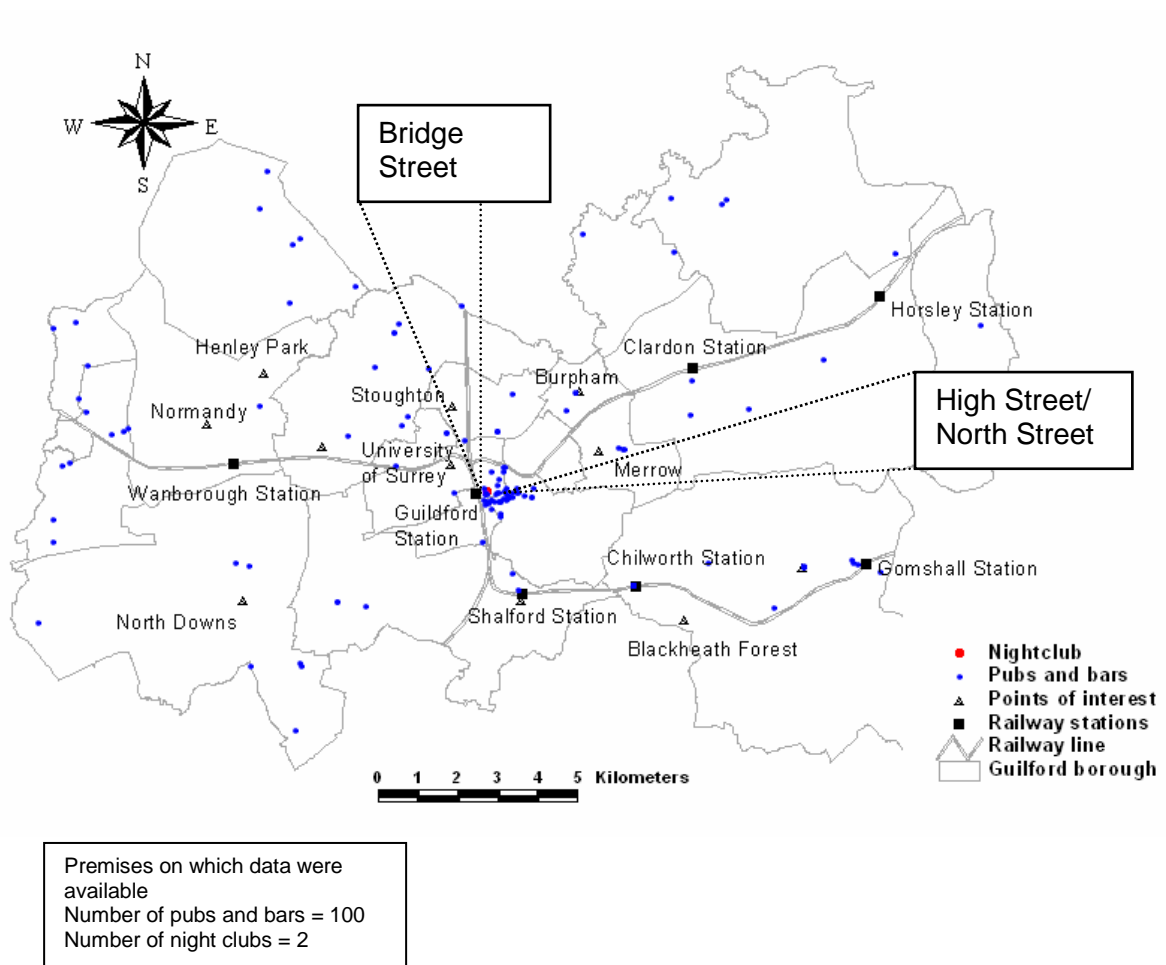 N
W
E
S
Bridge
Street
Horsley Station
Henley Park
Clardon Station
Burpham
Stoughton
High Street/
North Street
Normandy
University
of Surrey
Merrow
Wanborough Station
Guildford
Station
Chilworth Station
Gomshall Station
North Downs
Shalford Station
Blackheath Forest
Nightclub
Pubs and bars
Points of interest
Railway stations
Railway line
Guilford borough
0 1 2 3 4 5 Kilometers
Premises on which data were
available
Number of pubs and bars = 100
Number of night clubs = 2